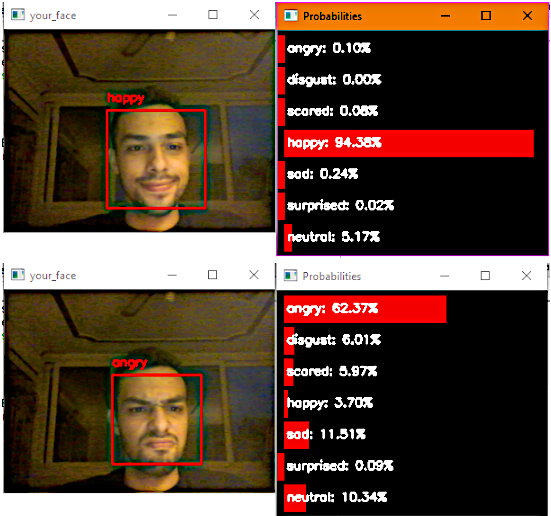 your_face
Probabilities
happy
angry: 0.10%
disgust: 0.00%
scared: 0.08%
happy: 94.38%
sad: 0.24%
surprised: 0.02%
neutral: 5.17%
your_face
Probabilities
angry
angry: 62.37%
disgust: 6.01%
scared: 5.97%
happy: 3.70%
sad: 11.51%
surprised: 0.09%
neutral: 10.34%